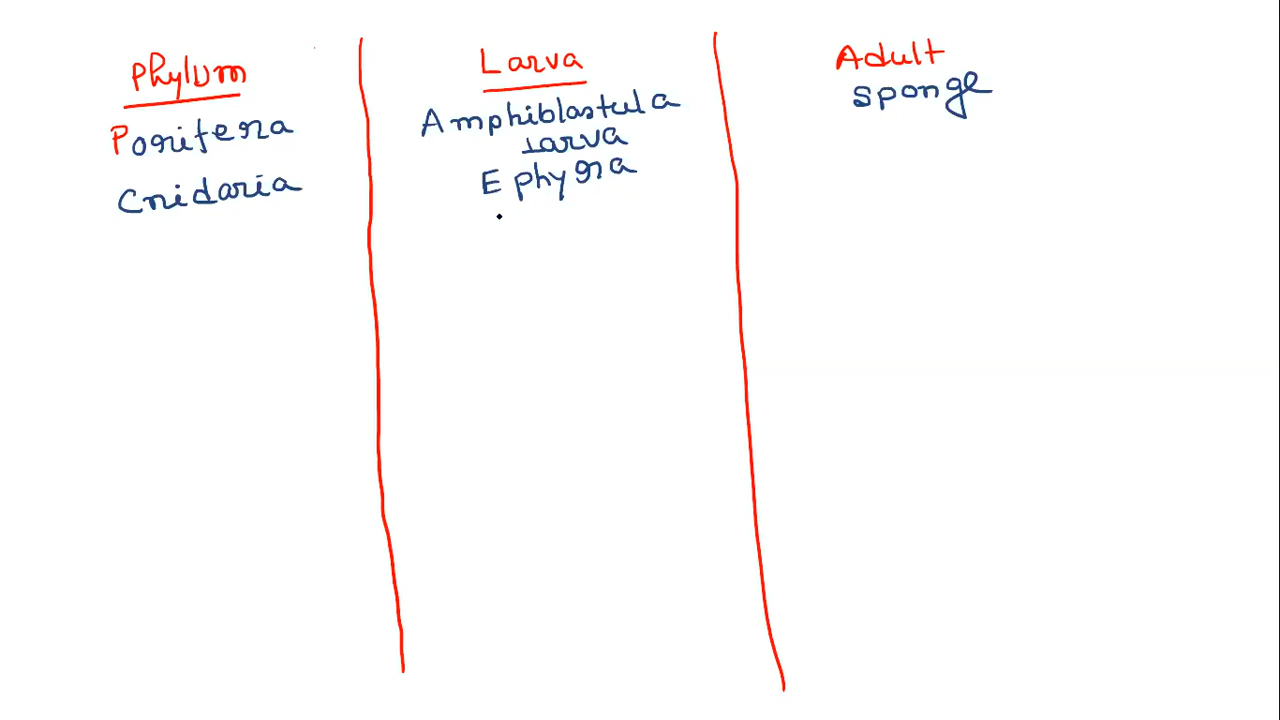 Phylum
Larva
Adult
Porifera
Amphiblastula
larva
sponge
Cnidaria
Ephyra